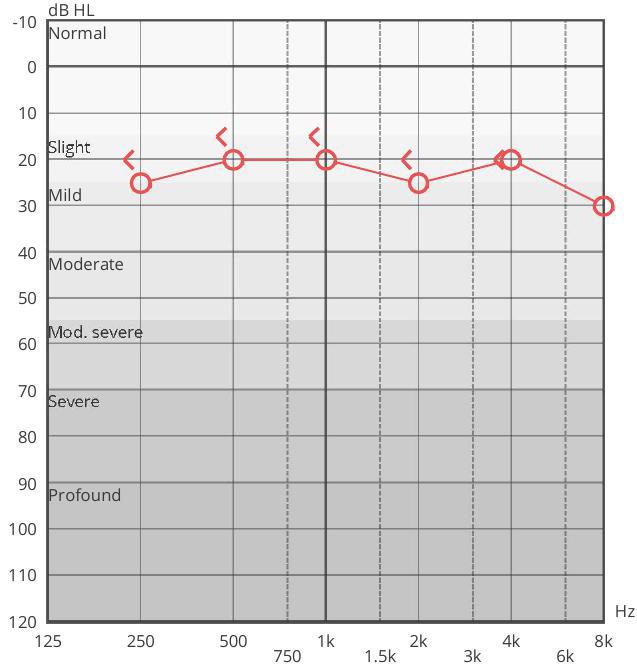 dB HL
-10
Normal
0
10
Slight
20
Mild
30
40
Moderate
50
Mod. severe
60
70
Severe
80
90
Profound
100
110
120
Hz
125 250 500 1k 2k 4k 8k
750 1.5k 3k 6k